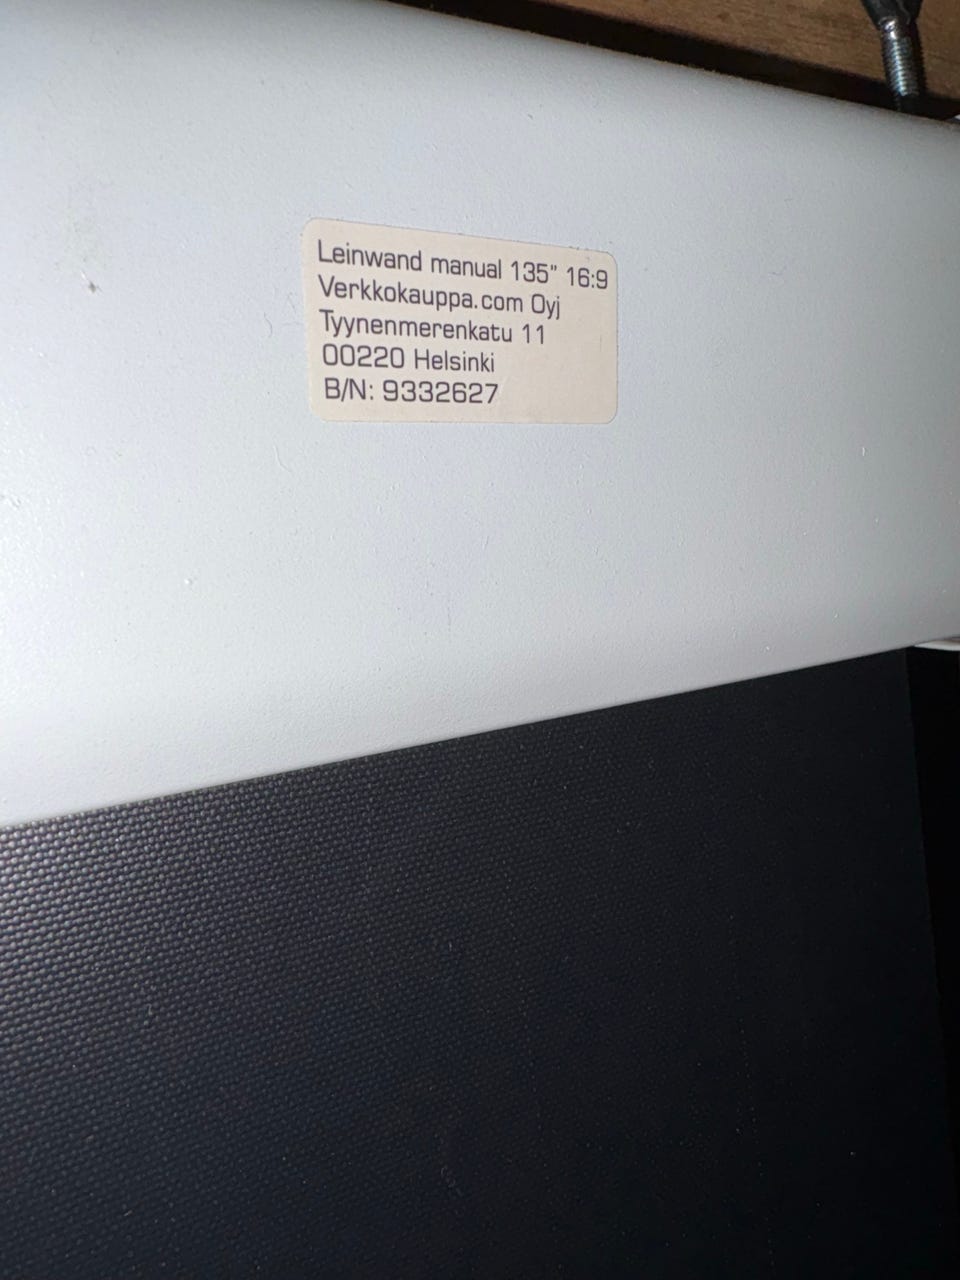 Leinwand manual 135" 16:9
Verkkokauppa.com Oyj
Tyynenmerenkatu 11
00220 Helsinki
B/N: 9332627